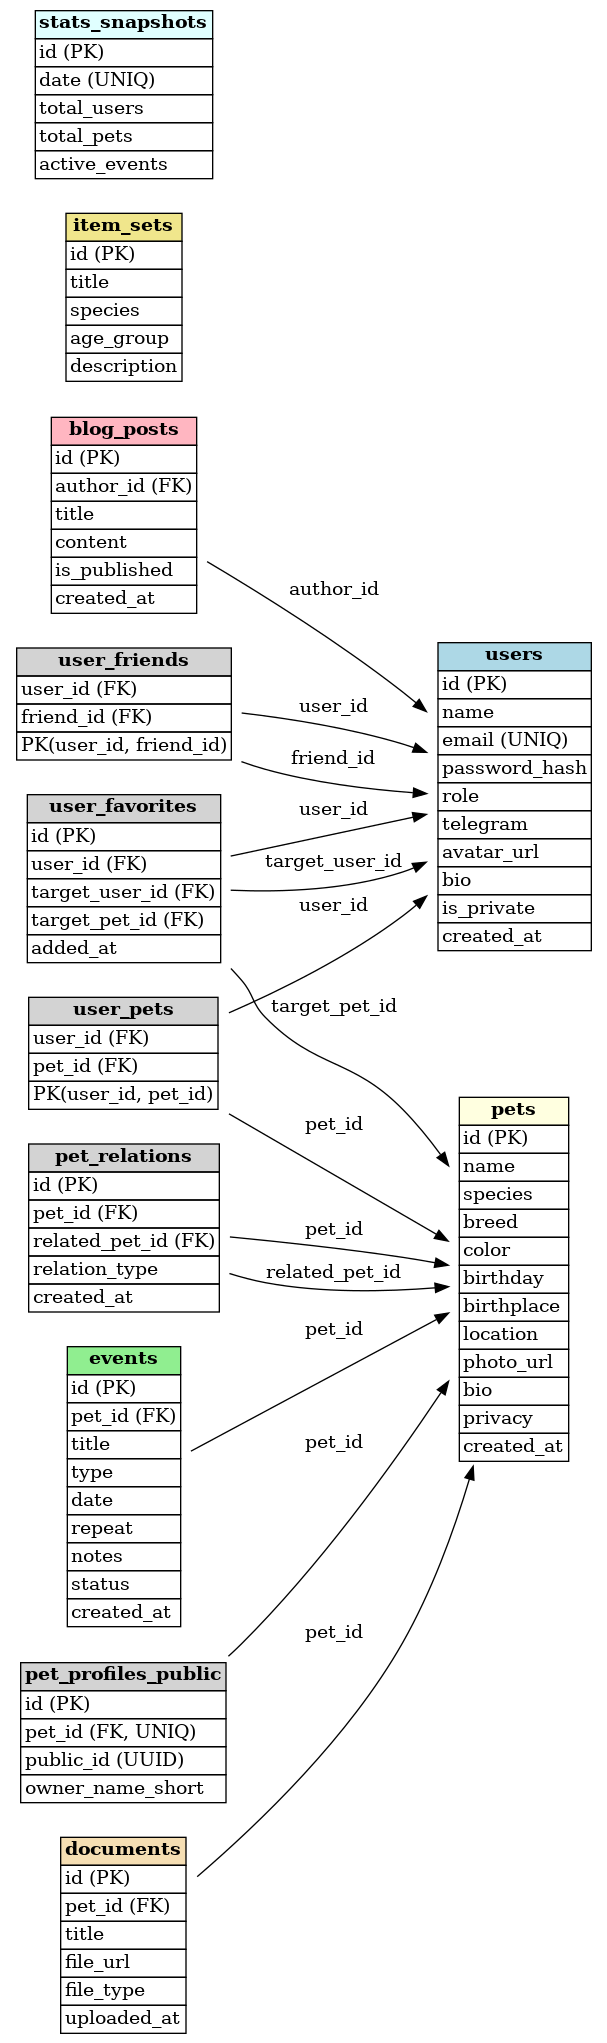 stats_snapshots
id (PK)
date (UNIQ)
total_users
total_pets
active_events
item_sets
id (PK)
title
species
age_group
description
blog_posts
id (PK)
author_id (FK)
title
content
is_published
created_at
author_id
user_friends
user_id (FK)
friend_id (FK)
PK(user_id, friend_id)
user_id
friend_id
users
id (PK)
name
email (UNIQ)
password_hash
role
telegram
avatar_url
bio
is_private
created_at
user_favorites
id (PK)
user_id (FK)
target_user_id (FK)
target_pet_id (FK)
added_at
user_id
target_user_id
user_id
target_pet_id
user_pets
user_id (FK)
pet_id (FK)
PK(user_id, pet_id)
pet_id
pets
id (PK)
name
species
breed
color
birthday
birthplace
location
photo_url
bio
privacy
created_at
pet_relations
id (PK)
pet_id (FK)
related_pet_id (FK)
relation_type
created_at
pet_id
related_pet_id
events
id (PK)
pet_id (FK)
title
type
date
repeat
notes
status
created_at
pet_id
pet_id
pet_profiles_public
id (PK)
pet_id (FK, UNIQ)
public_id (UUID)
owner_name_short
pet_id
documents
id (PK)
pet_id (FK)
title
file_url
file_type
uploaded_at